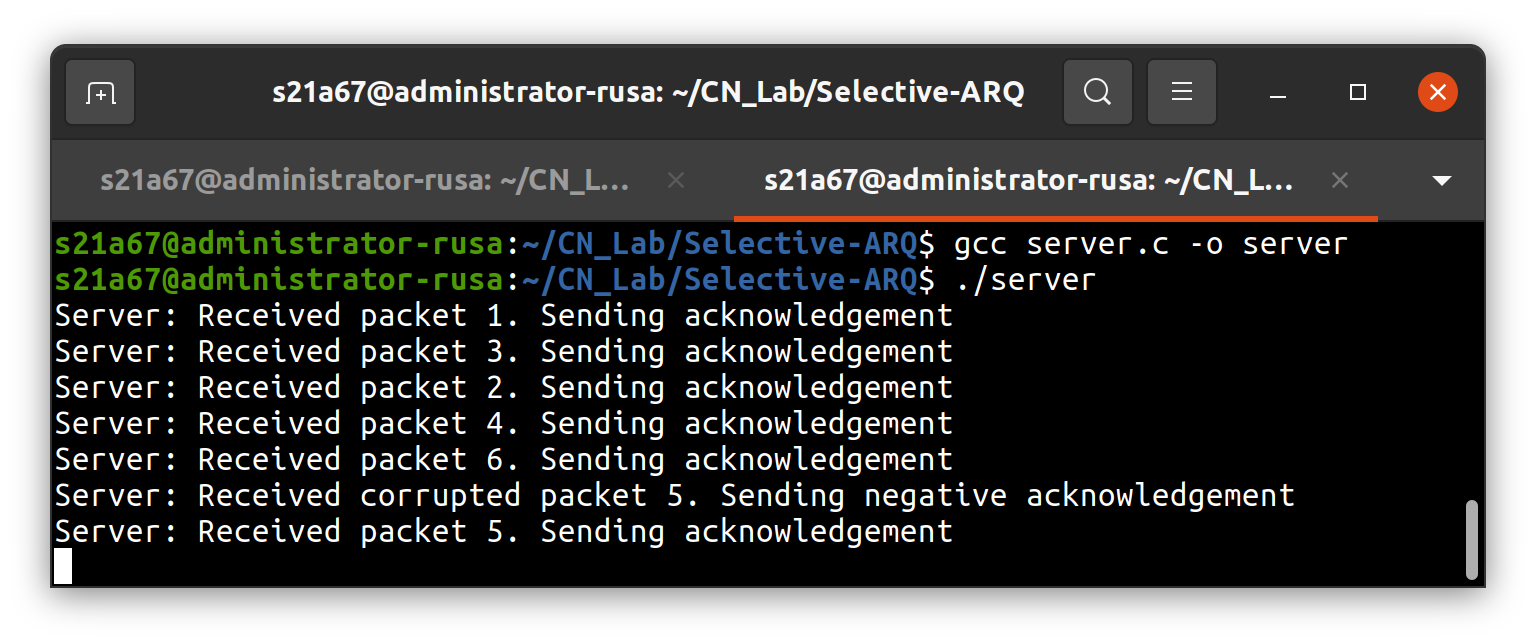 s21a67@administrator-rusa: ~/CN_Lab/Selective-ARQ
s21a67@administrator-rusa: ~/CN_L... s21a67@administrator-rusa: ~/CN_L...
s21a67@administrator-rusa:~/CN_Lab/Selective-ARQ$ gcc server.c -o server
s21a67@administrator-rusa:~/CN_Lab/Selective-ARQ$ ./server
Server: Received packet 1. Sending acknowledgement
Server: Received packet 3. Sending acknowledgement
Server: Received packet 2. Sending acknowledgement
Server: Received packet 4. Sending acknowledgement
Server: Received packet 6. Sending acknowledgement
Server: Received corrupted packet 5. Sending negative acknowledgement
Server: Received packet 5. Sending acknowledgement